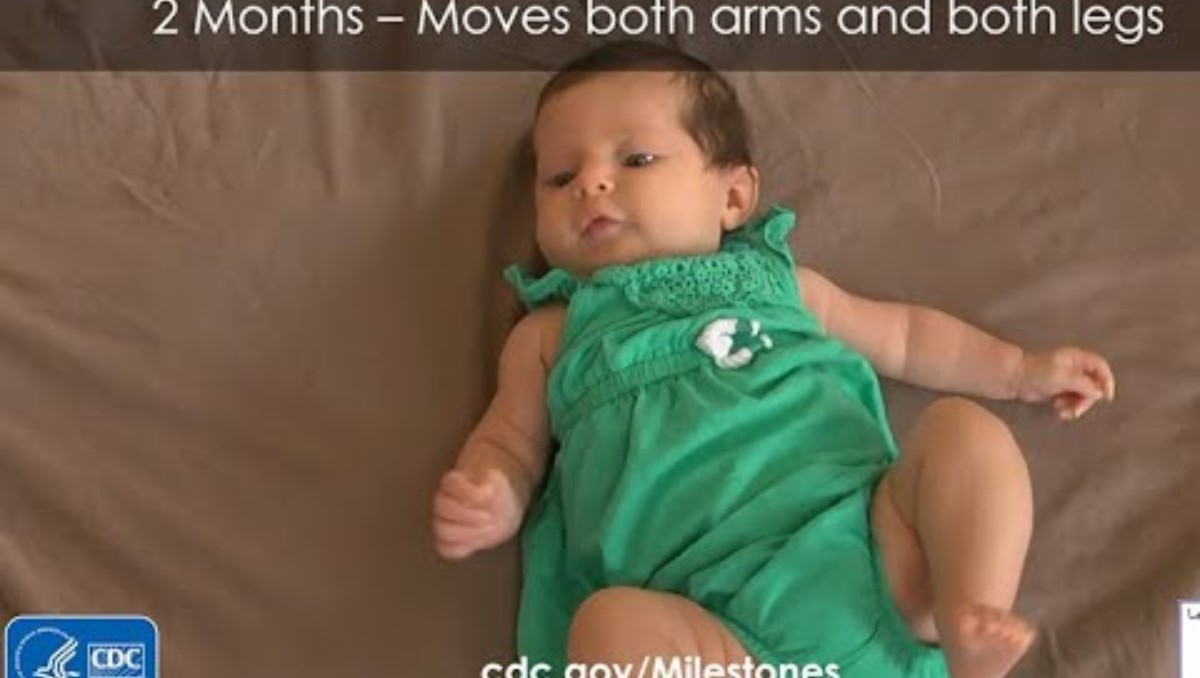 2 Months – Moves both arms and both legs
CDC
cdc.gov/Milestones